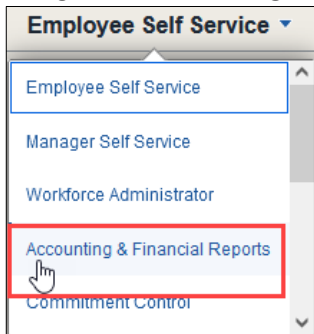 Employee Self Service
Employee Self Service
Manager Self Service
Workforce Administrator
Accounting & Financial Reports
Commitment Control